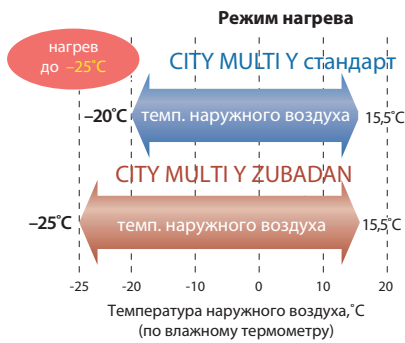 Режим нагрева
нагрев
до –25˚C
CITY MULTI Y стандарт
–20˚C темп. наружного воздуха 15,5˚C
CITY MULTI Y ZUBADAN
–25˚C темп. наружного воздуха 15,5˚C
-25 -20 -10 0 10 20
Температура наружного воздуха,˚C
(по влажному термометру)